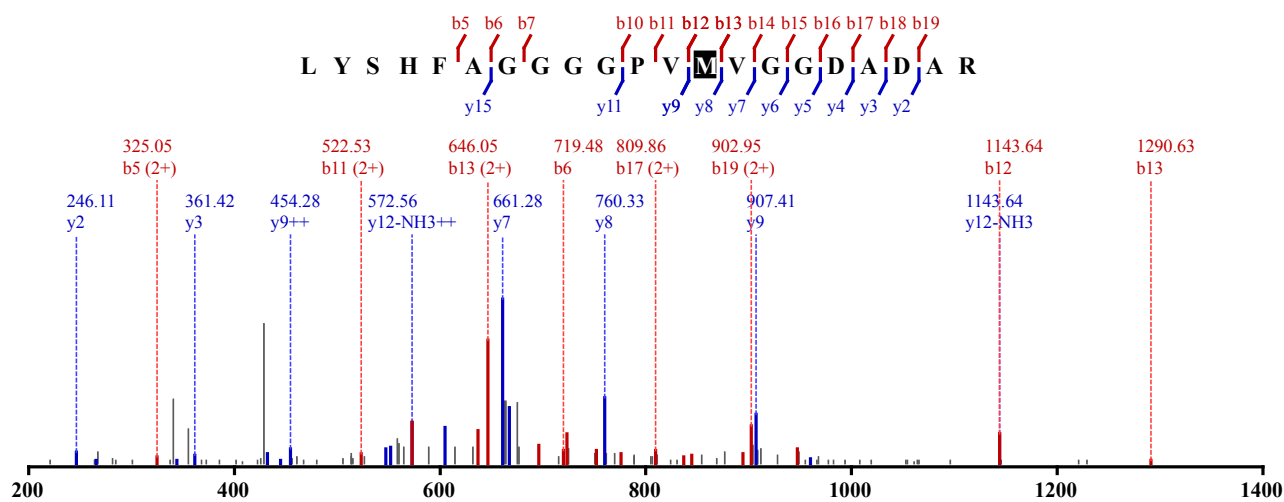 b5 b6 b7 b10 b11 b12 b13 b14 b15 b16 b17 b18 b19
L Y S H F A G G G G P V M V G G D A D A R
y15 y11 y9 y8 y7 y6 y5 y4 y3 y2
325.05 522.53 646.05 719.48 809.86 902.95 1143.64 1290.63
b5 (2+) b11 (2+) b13 (2+) b6 b17 (2+) b19 (2+) b12 b13
246.11 361.42 454.28 572.56 661.28 760.33 907.41 1143.64
y2 y3 y9++ y12-NH3++ y7 y8 y9 y12-NH3
200 400 600 800 1000 1200 1400